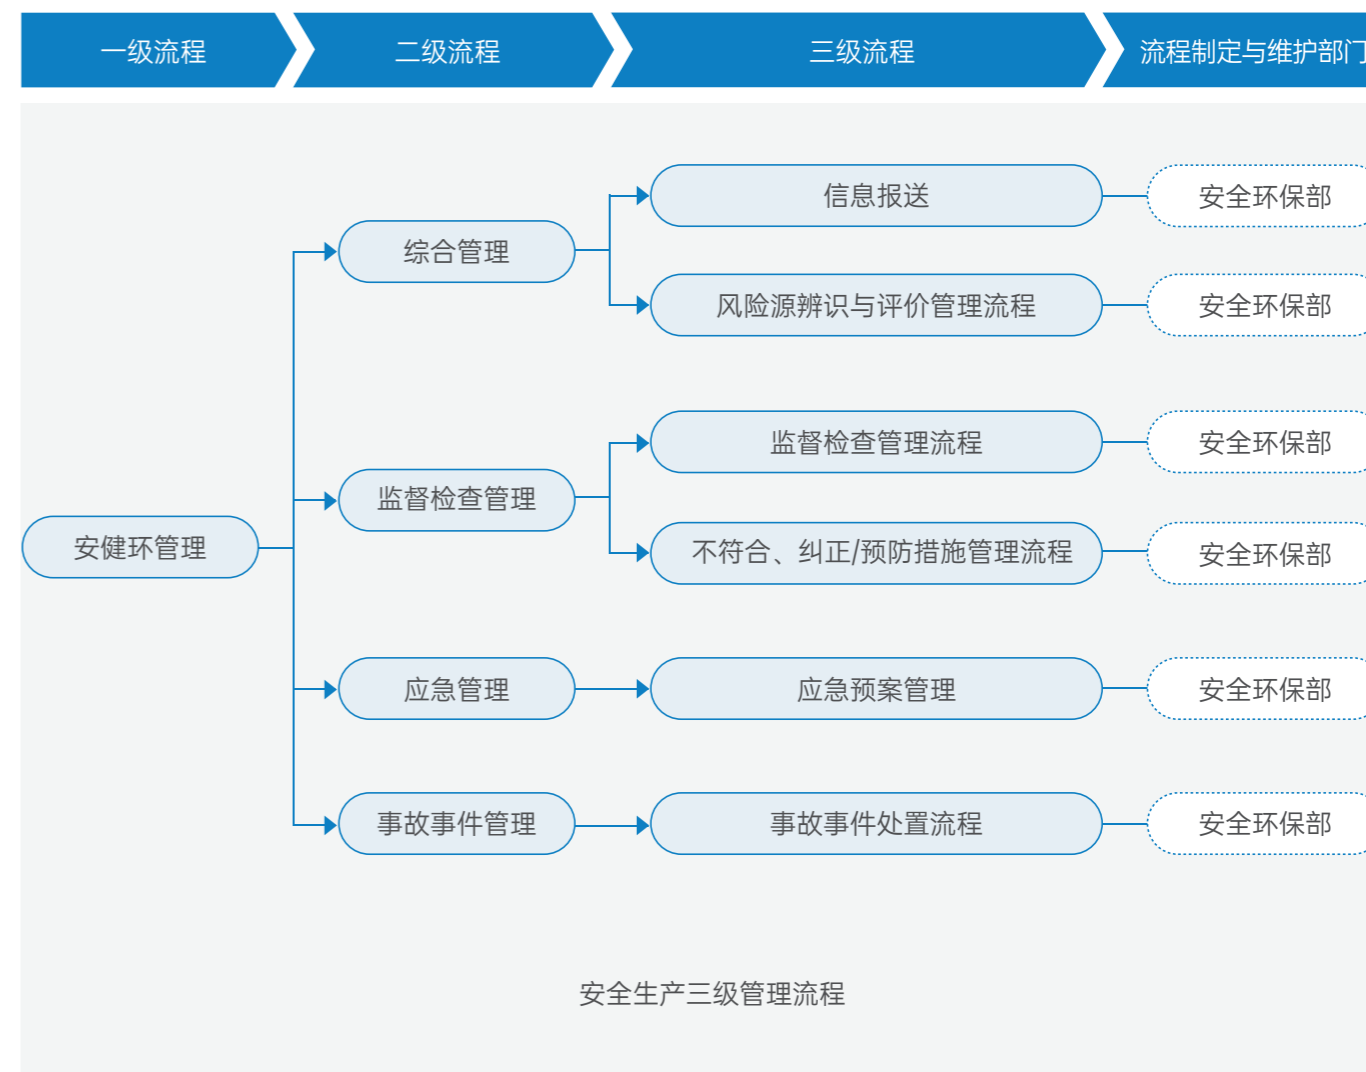 一级流程
二级流程
三级流程
流程制定与维护部门
信息报送
安全环保部
综合管理
风险源辨识与评价管理流程
安全环保部
监督检查管理流程
安全环保部
监督检查管理
安健环管理
不符合、纠正/预防措施管理流程
安全环保部
应急管理
应急预案管理
安全环保部
事故事件管理
事故事件处置流程
安全环保部
安全生产三级管理流程